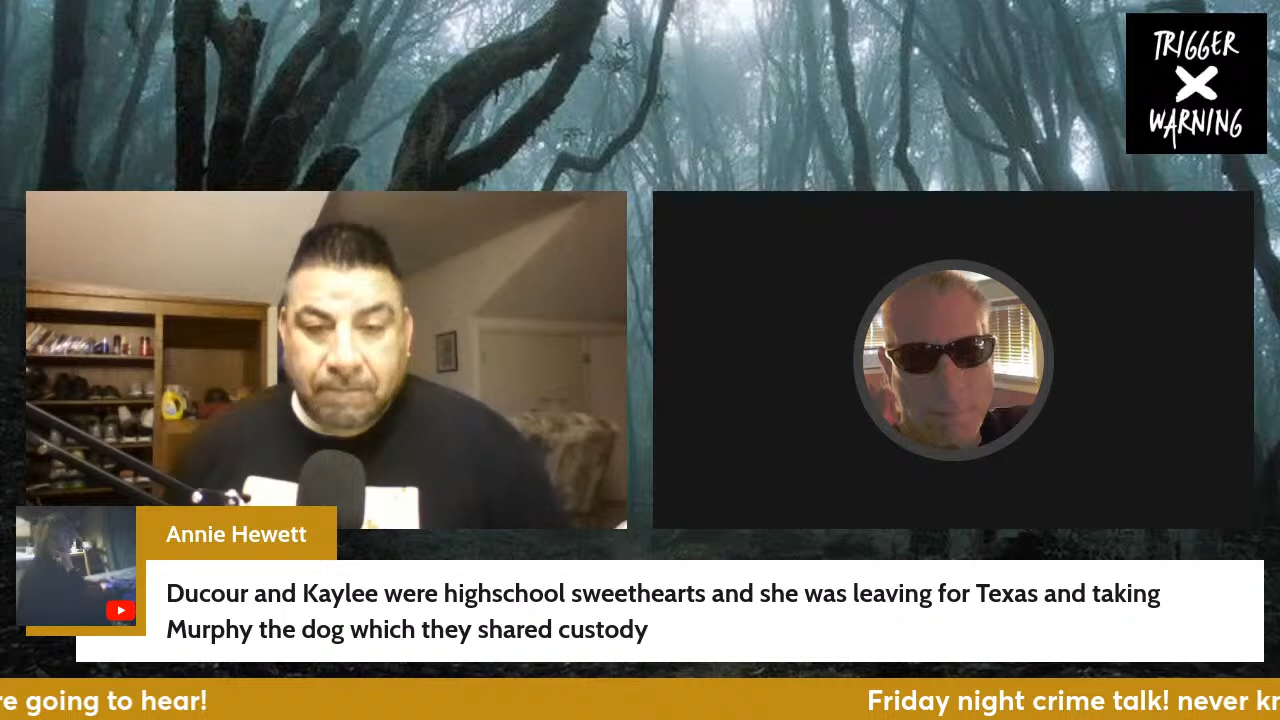 TRIGGER
WARNING
Annie Hewett
Ducour and Kaylee were highschool sweethearts and she was leaving for Texas and taking
Murphy the dog which they shared custody
re going to hear!
Friday night crime talk! never kr